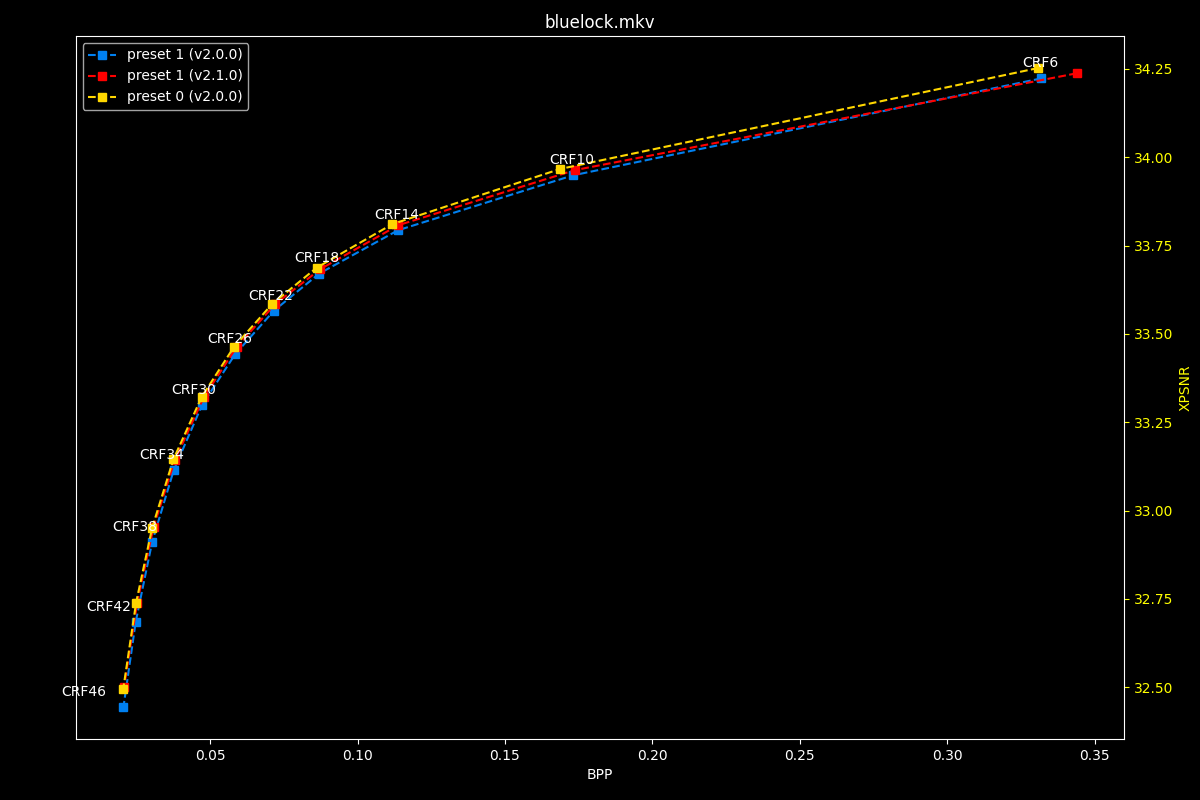 bluelock.mkv
preset 1 (v2.0.0)
preset 1 (v2.1.0)
preset 0 (v2.0.0)
CRF6
CRF10
CRF14
CRF18
CRF22
CRF26
CRF30
CRF34
CRF38
CRF42
CRF46
34.25
34.00
33.75
33.50
33.25
33.00
32.75
32.50
XPSNR
0.05
0.10
0.15
0.20
0.25
0.30
0.35
BPP